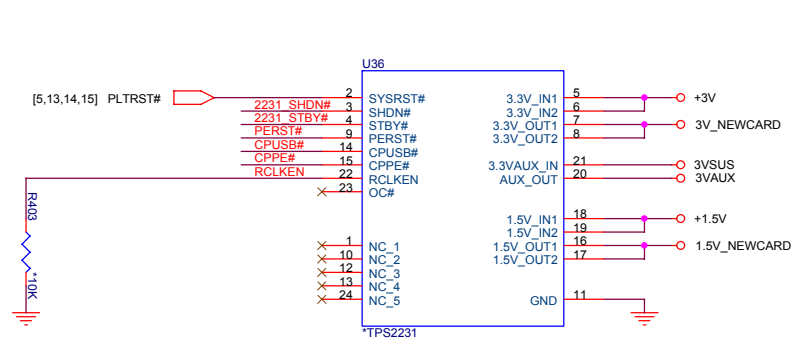 U36
[5,13,14,15] PLTRST# 2 SYSRST# 3.3V_IN1 5 +3V
2231_SHDN# 3 SHDN# 3.3V_IN2 6
2231_STBY# 4 STBY# 3.3V_OUT1 7 3V_NEWCARD
PERST# 9 PERST# 3.3V_OUT2 8
CPUSB# 14 CPUSB#
CPPE# 15 CPPE# 3.3VAUX_IN 21 3VSUS
RCLKEN 22 RCLKEN AUX_OUT 20 3VAUX
23 OC#
R403
*10K
1.5V_IN1 18 +1.5V
1.5V_IN2 19
1 NC_1 1.5V_OUT1 16 1.5V_NEWCARD
10 NC_2 1.5V_OUT2 17
12 NC_3
13 NC_4
24 NC_5 GND 11
*TPS2231